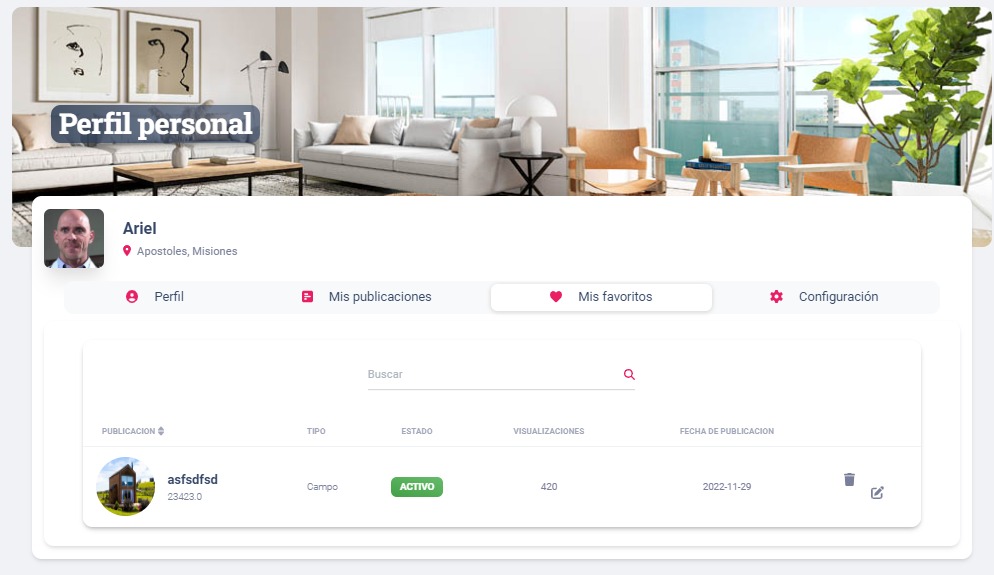 Perfil personal
Ariel
Apostoles, Misiones
Perfil
Mis publicaciones
Mis favoritos
Configuración
Buscar
PUBLICACION TIPO ESTADO VISUALIZACIONES FECHA DE PUBLICACION
asfsdfsd
23423.0
Campo
ACTIVO
420
2022-11-29